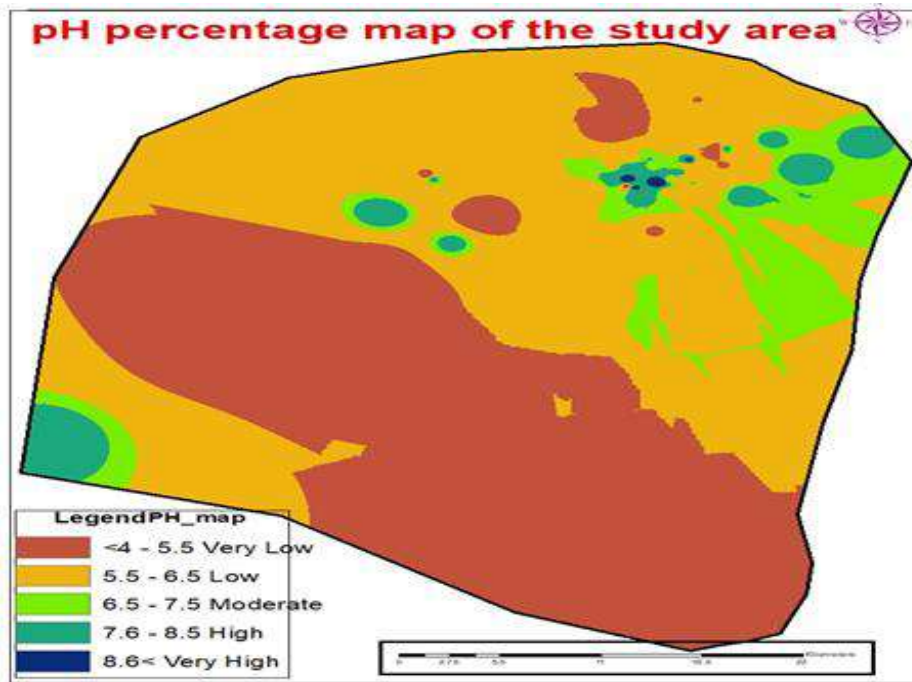 pH percentage map of the study area
LegendPH_map
<4 - 5.5 Very Low
5.5 - 6.5 Low
6.5 - 7.5 Moderate
7.6 - 8.5 High
8.6< Very High